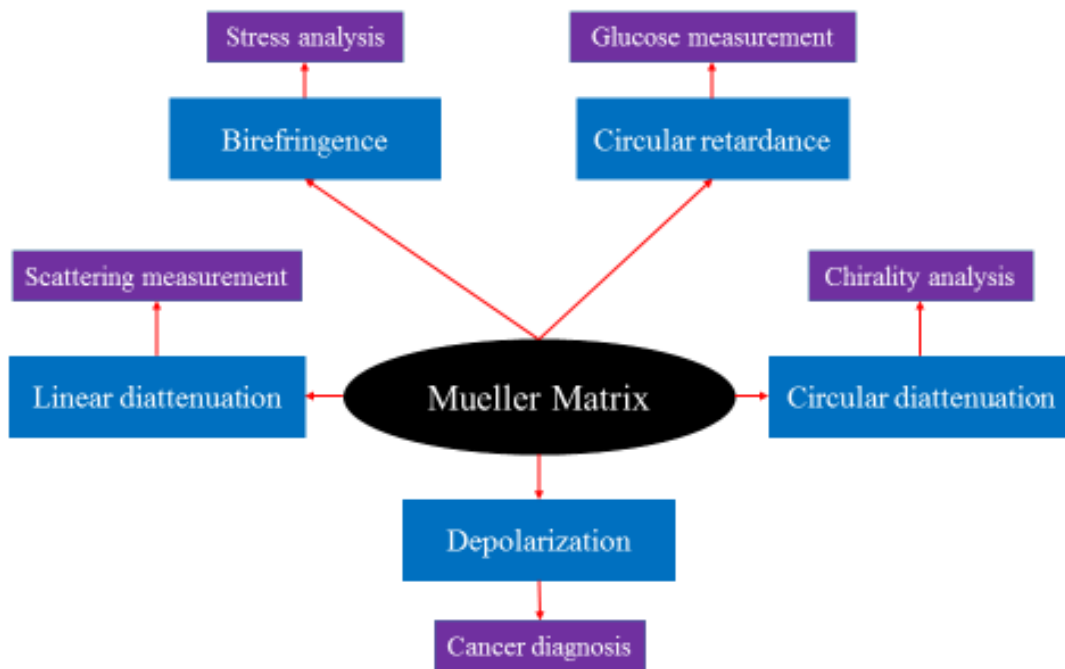 Stress analysis
Glucose measurement
Birefringence
Circular retardance
Scattering measurement
Chirality analysis
Linear diattenuation
Mueller Matrix
Circular diattenuation
Depolarization
Cancer diagnosis